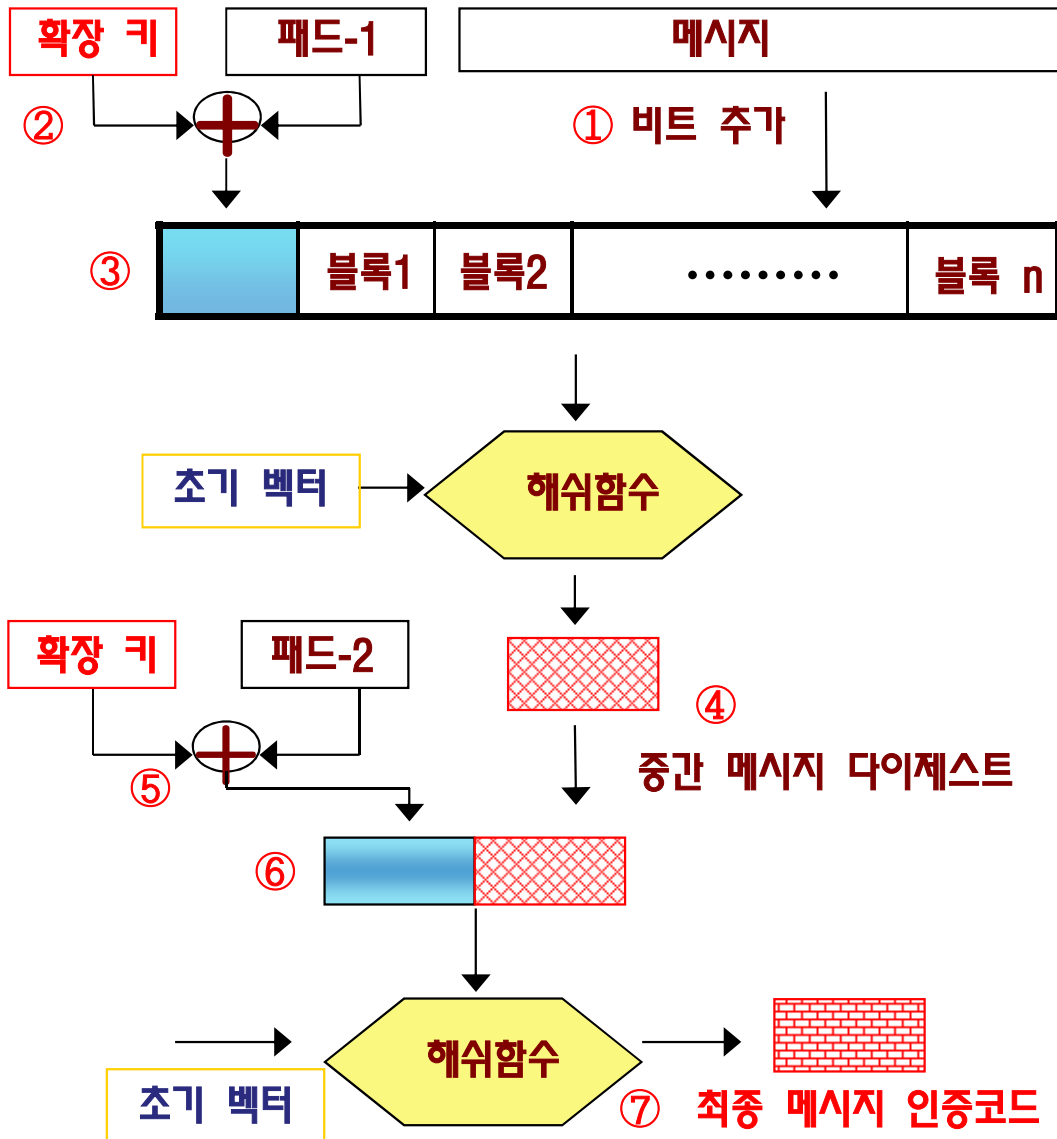 확장 키
패드-1
메시지
②
① 비트 추가
③
블록1
블록2
·········
블록 n
초기 벡터
해쉬함수
확장 키
패드-2
④
중간 메시지 다이제스트
⑤
⑥
해쉬함수
초기 벡터
⑦ 최종 메시지 인증코드